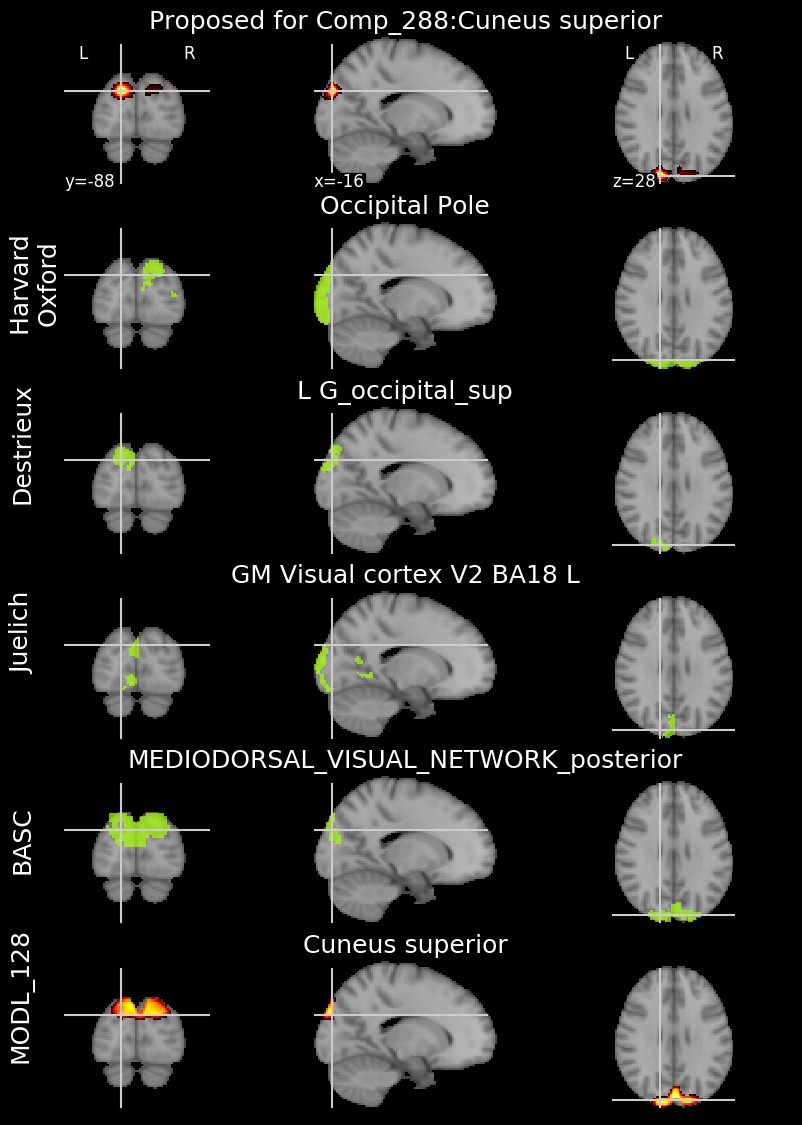 Proposed for Comp_288:Cuneus superior
L R
L R
y=-88 x=-16 z=28
Occipital Pole
Harvard
Oxford
L G_occipital_sup
Destrieux
GM Visual cortex V2 BA18 L
Juelich
MEDIODORSAL_VISUAL_NETWORK_posterior
BASC
Cuneus superior
MODL_128